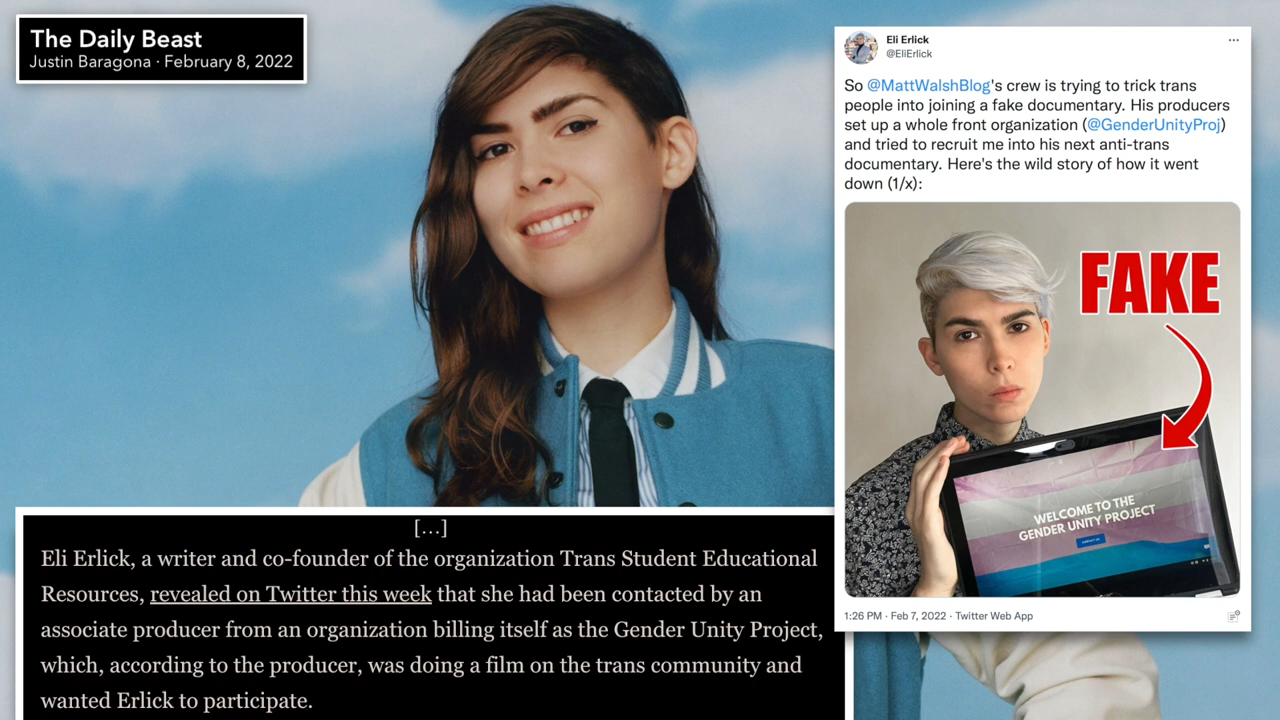 The Daily Beast
Justin Baragona · February 8, 2022
Eli Erlick
@EliErlick
So @MattWalshBlog's crew is trying to trick trans
people into joining a fake documentary. His producers
set up a whole front organization (@GenderUnityProj)
and tried to recruit me into his next anti-trans
documentary. Here's the wild story of how it went
down (1/x):
FAKE
WELCOME TO THE
GENDER UNITY PROJECT
1:26 PM · Feb 7, 2022 · Twitter Web App
[...]
Eli Erlick, a writer and co-founder of the organization Trans Student Educational
Resources, revealed on Twitter this week that she had been contacted by an
associate producer from an organization billing itself as the Gender Unity Project,
which, according to the producer, was doing a film on the trans community and
wanted Erlick to participate.